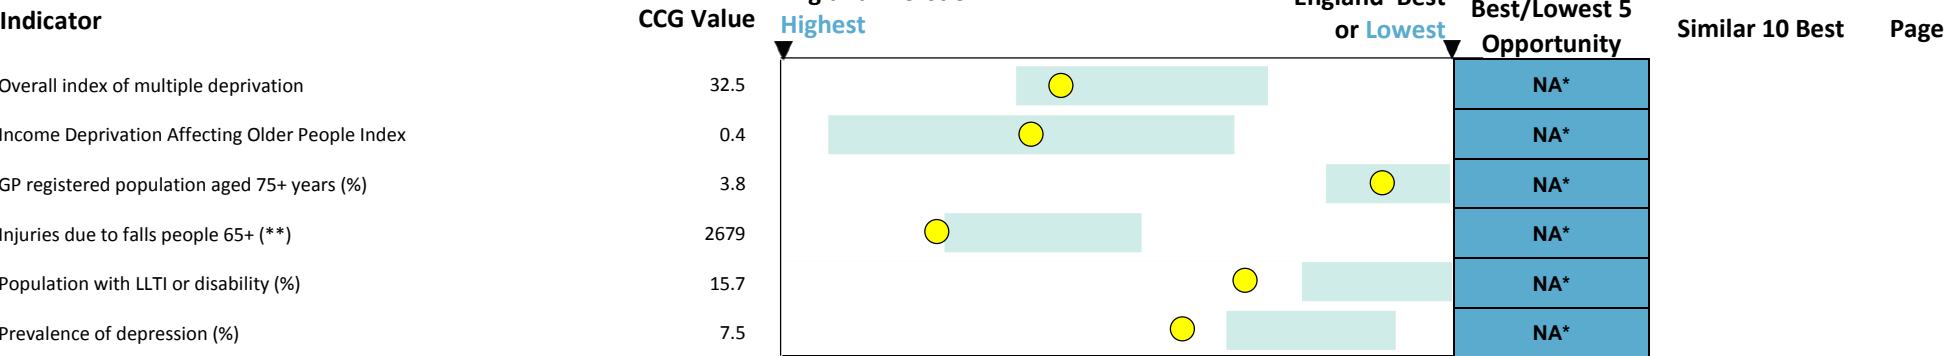 Indicator
CCG Value
Highest
England Best
or Lowest
Best/Lowest 5
Opportunity
Similar 10 Best
Page
Overall index of multiple deprivation 32.5 NA*
Income Deprivation Affecting Older People Index 0.4 NA*
GP registered population aged 75+ years (%) 3.8 NA*
Injuries due to falls people 65+ (**) 2679 NA*
Population with LLTI or disability (%) 15.7 NA*
Prevalence of depression (%) 7.5 NA*